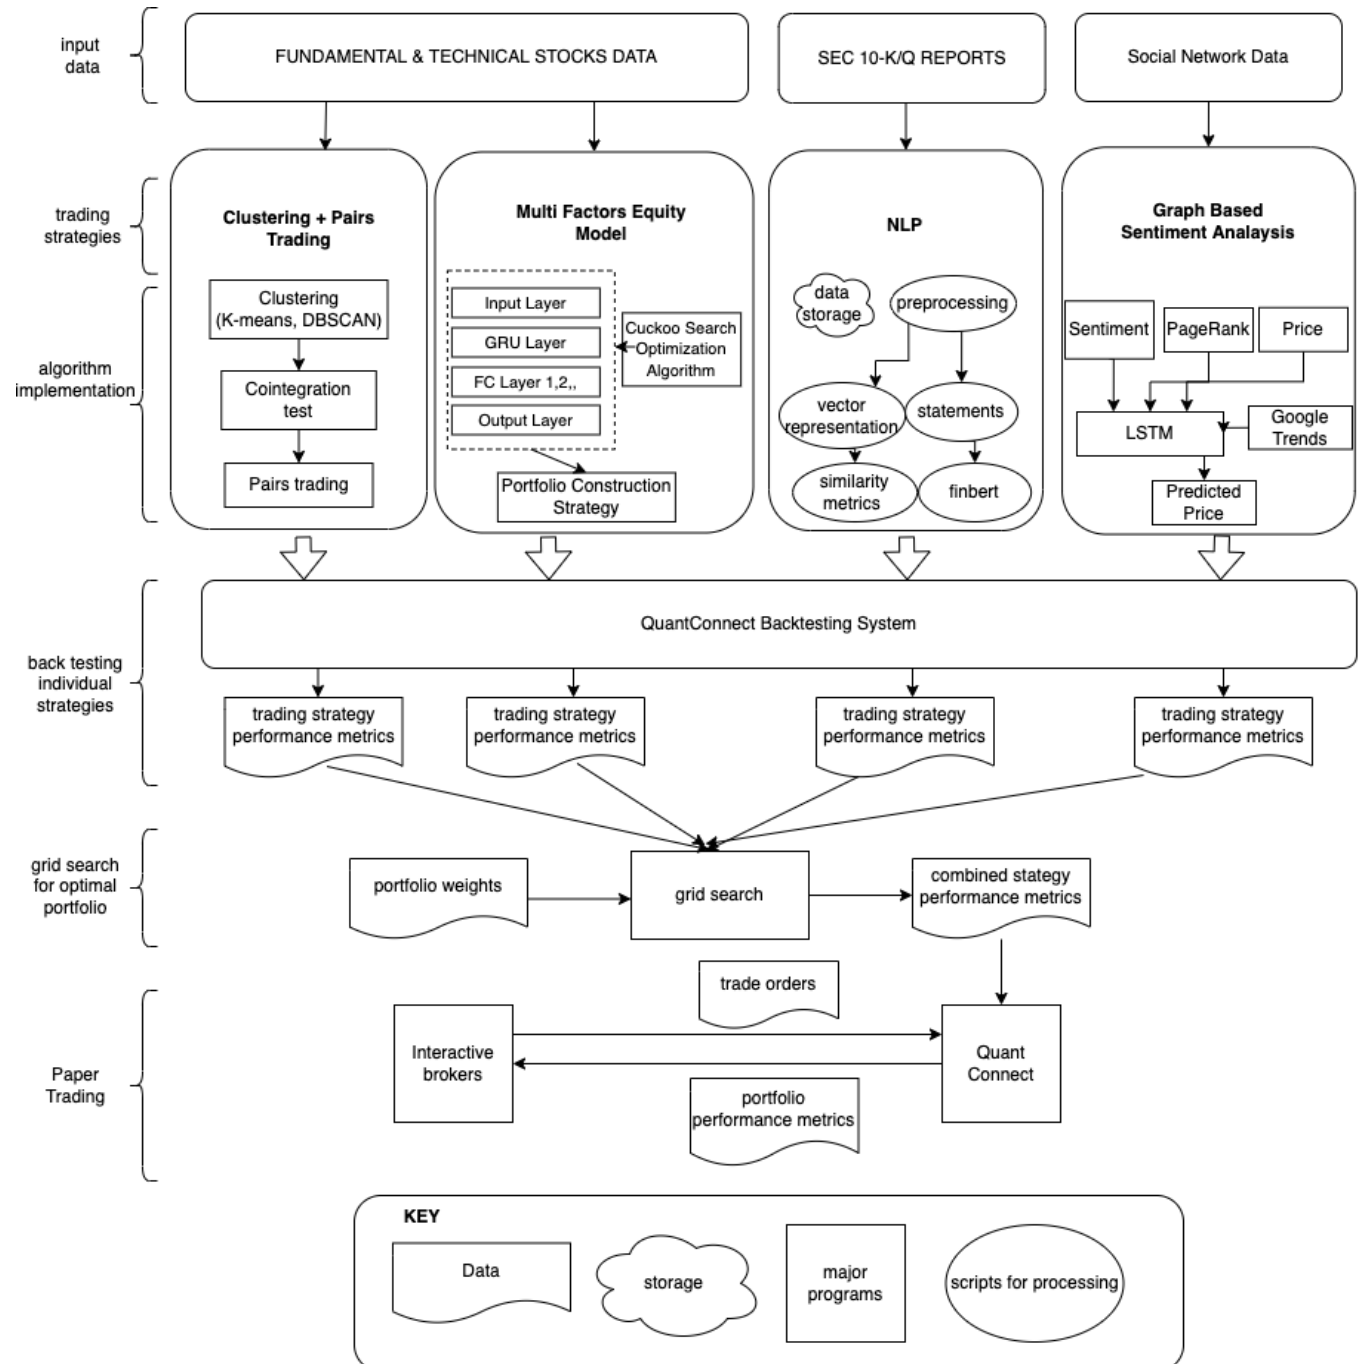 input
data
FUNDAMENTAL & TECHNICAL STOCKS DATA
SEC 10-K/Q REPORTS
Social Network Data
trading
strategies
Clustering + Pairs
Trading
Multi Factors Equity
Model
NLP
Graph Based
Sentiment Analaysis
algorithm
implementation
Clustering
(K-means, DBSCAN)
Cointegration
test
Pairs trading
Input Layer
GRU Layer
FC Layer 1,2,,
Output Layer
Cuckoo Search
Optimization
Algorithm
Portfolio Construction
Strategy
data
storage
preprocessing
vector
representation
statements
similarity
metrics
finbert
Sentiment
PageRank
Price
LSTM
Google
Trends
Predicted
Price
back testing
individual
strategies
QuantConnect Backtesting System
trading strategy
performance metrics
trading strategy
performance metrics
trading strategy
performance metrics
trading strategy
performance metrics
grid search
for optimal
portfolio
portfolio weights
grid search
combined stategy
performance metrics
Paper
Trading
trade orders
Interactive
brokers
Quant
Connect
portfolio
performance metrics
KEY
Data
storage
major
programs
scripts for processing